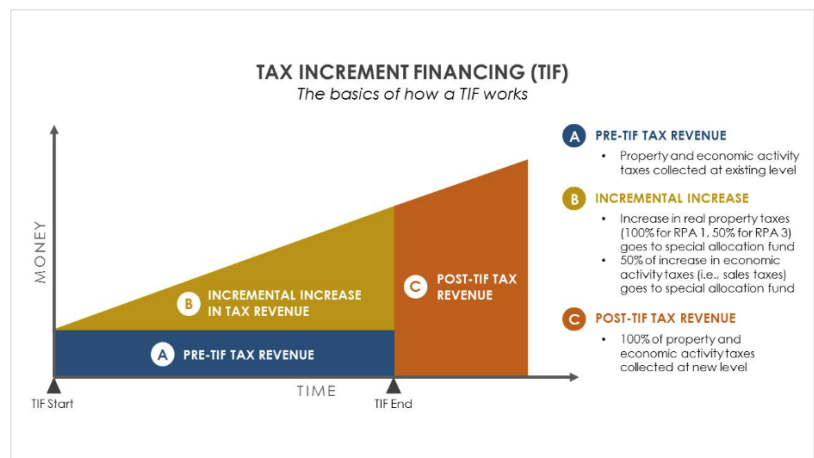 TAX INCREMENT FINANCING (TIF)
The basics of how a TIF works
MONEY
B INCREMENTAL INCREASE
IN TAX REVENUE
A PRE-TIF TAX REVENUE
C POST-TIF TAX
REVENUE
TIME
TIF Start
TIF End
A PRE-TIF TAX REVENUE
• Property and economic activity
taxes collected at existing level
B INCREMENTAL INCREASE
• Increase in real property taxes
(100% for RPA 1, 50% for RPA 3)
goes to special allocation fund
• 50% of increase in economic
activity taxes (i.e., sales taxes)
goes to special allocation fund
C POST-TIF TAX REVENUE
• 100% of property and
economic activity taxes
collected at new level